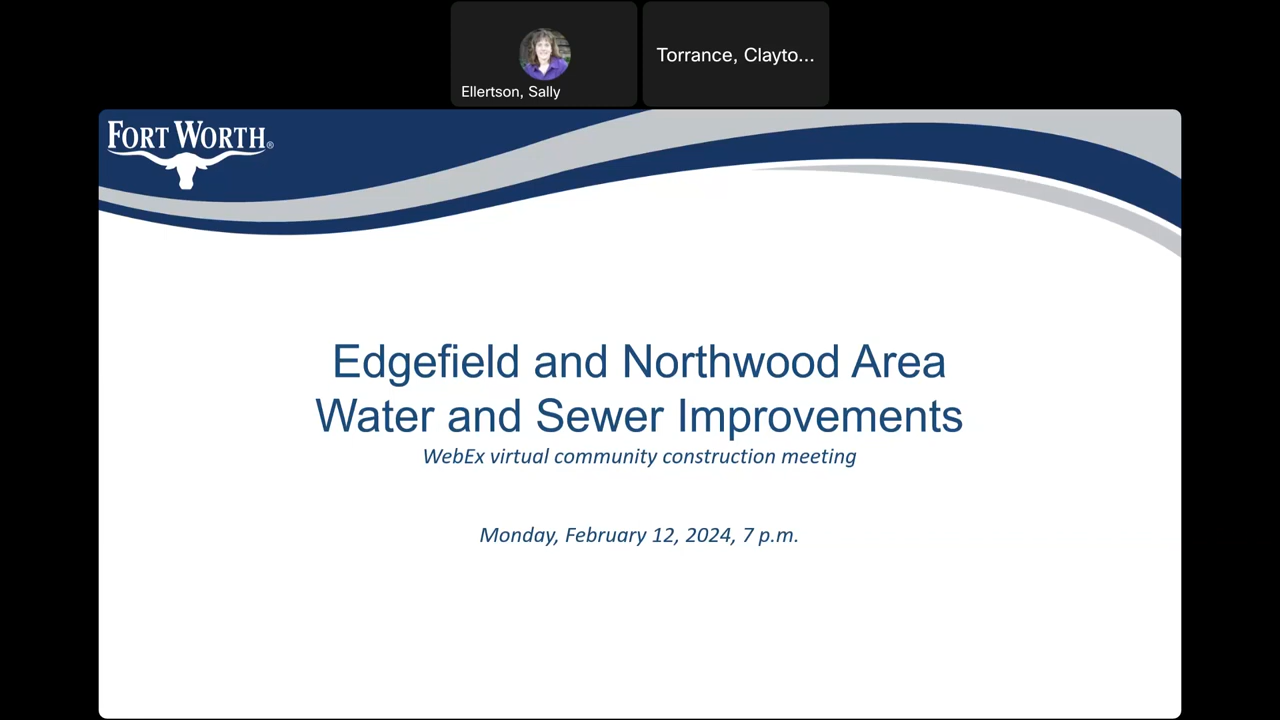 Ellertson, Sally
Torrance, Clayto...
FORT WORTH®
Edgefield and Northwood Area
Water and Sewer Improvements
WebEx virtual community construction meeting
Monday, February 12, 2024, 7 p.m.